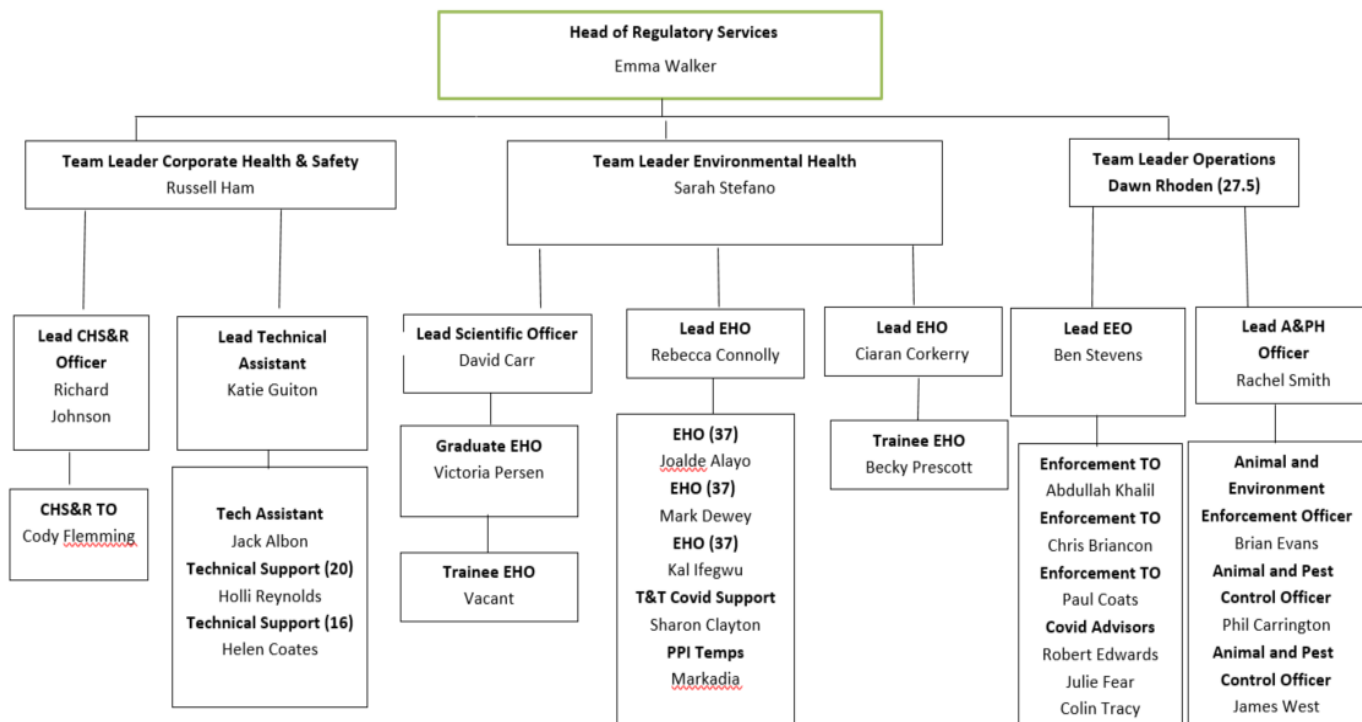 Head of Regulatory Services
Emma Walker
Team Leader Corporate Health & Safety
Russell Ham
Team Leader Environmental Health
Sarah Stefano
Team Leader Operations
Dawn Rhoden (27.5)
Lead CHS&R
Officer
Richard
Johnson
CHS&R TO
Cody Flemming
Lead Technical
Assistant
Katie Guiton
Tech Assistant
Jack Albon
Technical Support (20)
Holli Reynolds
Technical Support (16)
Helen Coates
Lead Scientific Officer
David Carr
Graduate EHO
Victoria Persen
Trainee EHO
Vacant
Lead EHO
Rebecca Connolly
EHO (37)
Joalde Alayo
EHO (37)
Mark Dewey
EHO (37)
Kal Ifegwu
T&T Covid Support
Sharon Clayton
PPI Temps
Markadia
Lead EHO
Ciaran Corkerry
Trainee EHO
Becky Prescott
Lead EEO
Ben Stevens
Enforcement TO
Abdullah Khalil
Enforcement TO
Chris Briancon
Enforcement TO
Paul Coats
Covid Advisors
Robert Edwards
Julie Fear
Colin Tracy
Lead A&PH
Officer
Rachel Smith
Animal and
Environment
Enforcement Officer
Brian Evans
Animal and Pest
Control Officer
Phil Carrington
Animal and Pest
Control Officer
James West